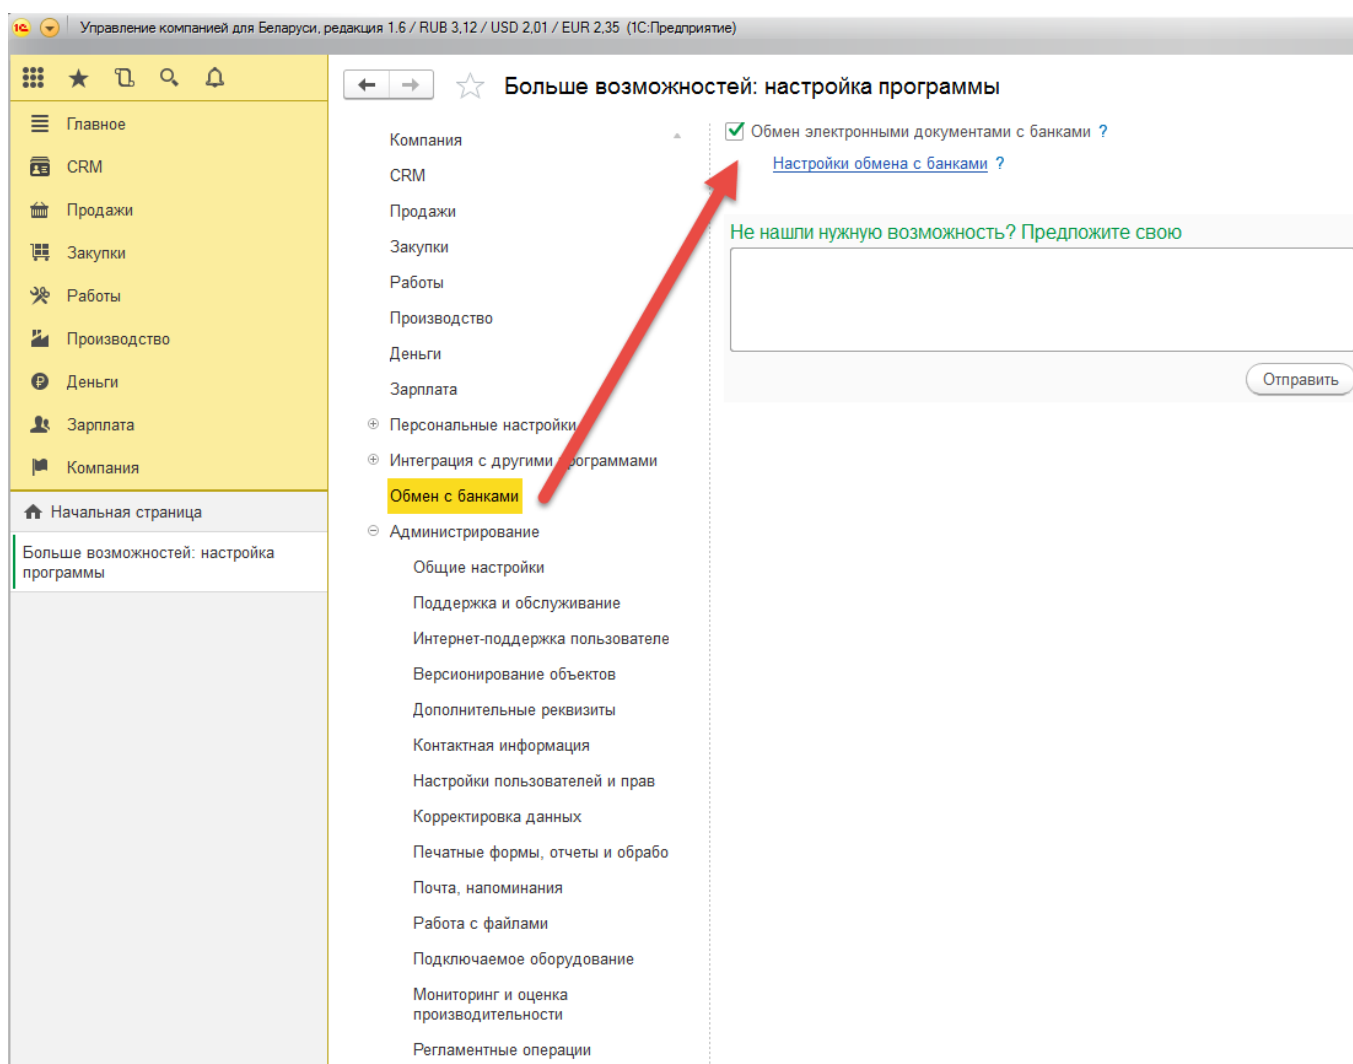 Управление компанией для Беларуси, редакция 1.6 / RUB 3,12 / USD 2,01 / EUR 2,35 (1С:Предприятие)
Главное
CRM
Продажи
Закупки
Работы
Производство
Деньги
Зарплата
Компания
Начальная страница
Больше возможностей: настройка
программы
Больше возможностей: настройка программы
Компания
CRM
Продажи
Закупки
Работы
Производство
Деньги
Зарплата
Персональные настройки
Интеграция с другими программами
Обмен с банками
Администрирование
Общие настройки
Поддержка и обслуживание
Интернет-поддержка пользователе
Версионирование объектов
Дополнительные реквизиты
Контактная информация
Настройки пользователей и прав
Корректировка данных
Печатные формы, отчеты и обрабо
Почта, напоминания
Работа с файлами
Подключаемое оборудование
Мониторинг и оценка
производительности
Регламентные операции
Обмен электронными документами с банками ?
Настройки обмена с банками ?
Не нашли нужную возможность? Предложите свою
Отправить